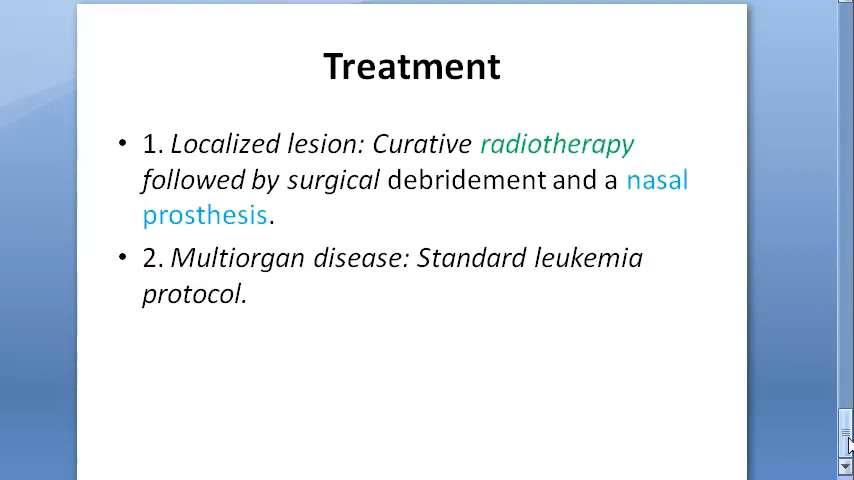 Treatment
• 1. Localized lesion: Curative radiotherapy
followed by surgical debridement and a nasal
prosthesis.
• 2. Multiorgan disease: Standard leukemia
protocol.